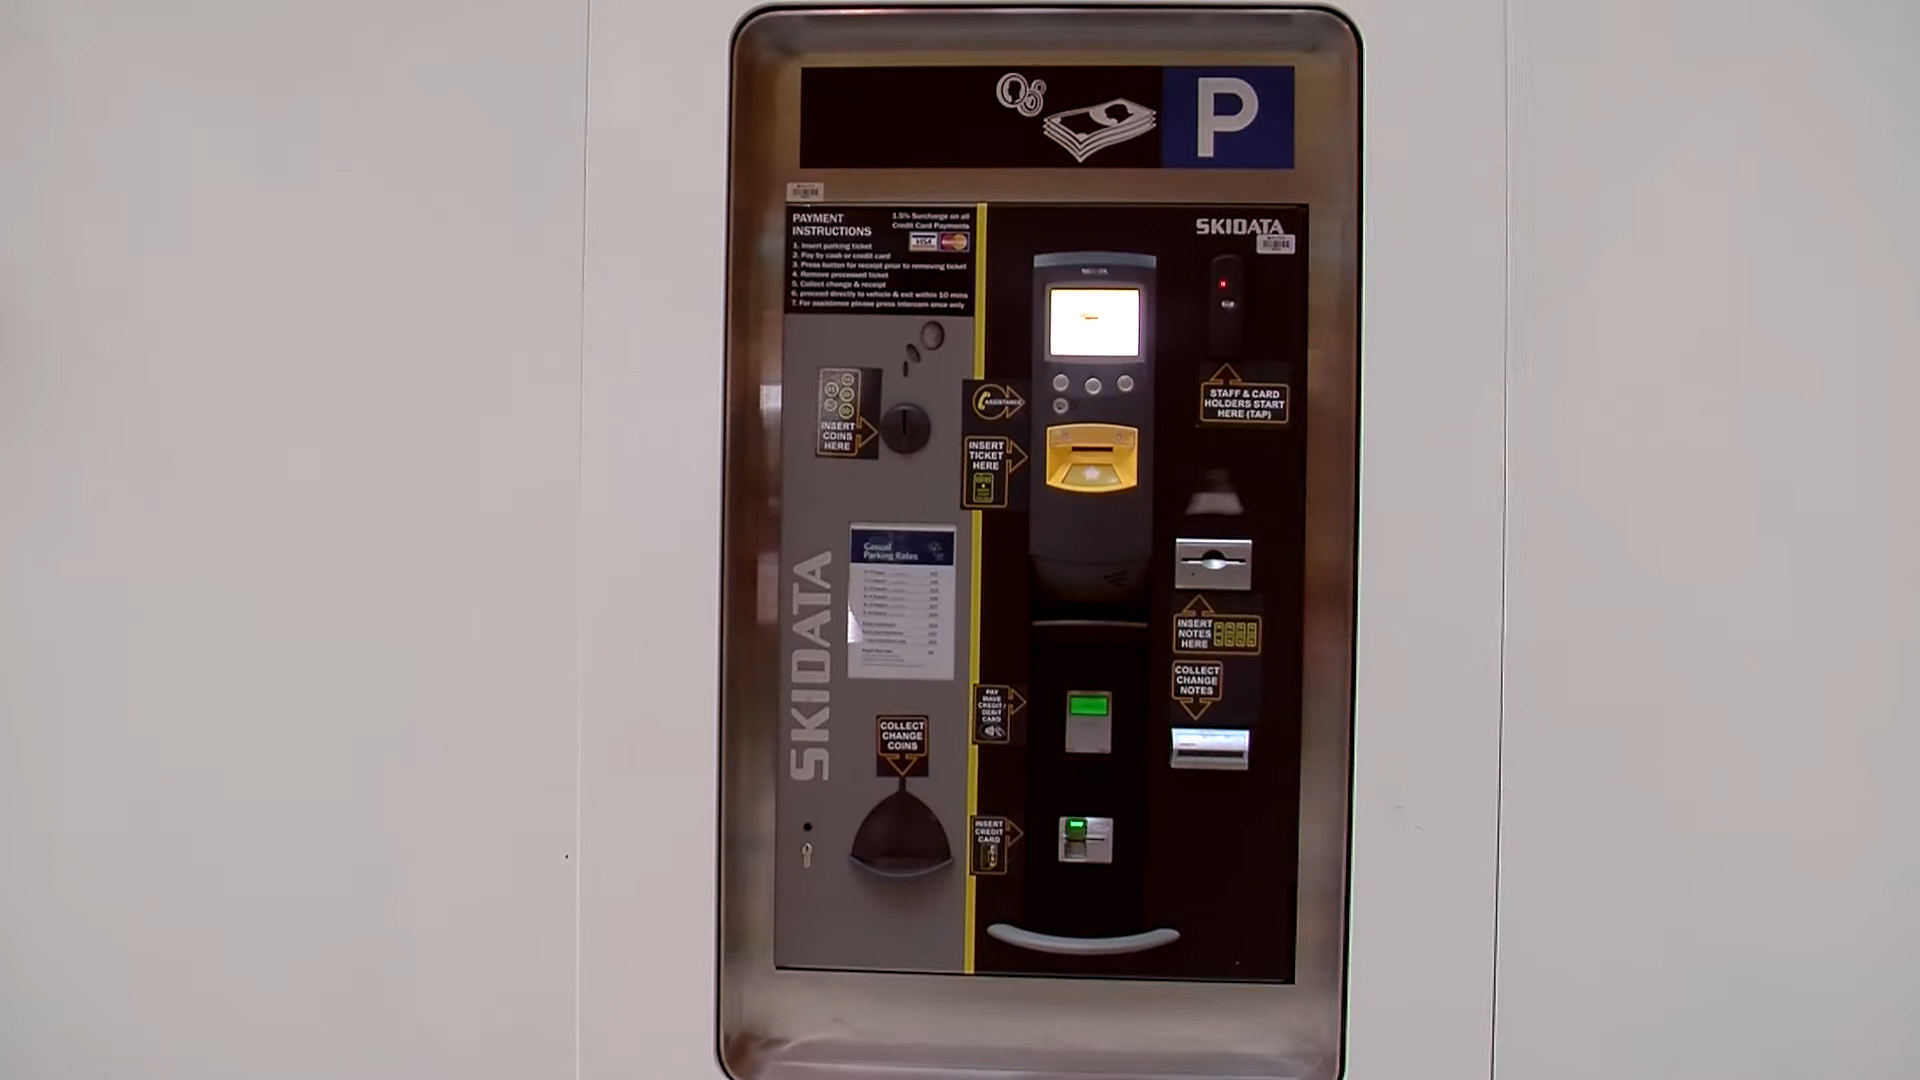 P
PAYMENT
INSTRUCTIONS
1.5% Surcharge on all
Credit Card Payments
VISA
1. Insert parking ticket
2. Pay by cash or credit card
3. Press button for receipt prior to removing ticket
4. Remove processed ticket
5. Collect change & receipt
6. proceed directly to vehicle & exit within 10 mins
7. For assistance please press intercom once only
SKIDATA
SKIDATA
STAFF & CARD
HOLDERS START
HERE (TAP)
ASSISTANCE
INSERT
COINS
HERE
INSERT
TICKET
HERE
Casual
Parking Rates
SKIDATA
INSERT
NOTES
HERE
COLLECT
CHANGE
NOTES
PAY
WAVE
CREDIT/
DEBIT
CARD
COLLECT
CHANGE
COINS
INSERT
CREDIT
CARD